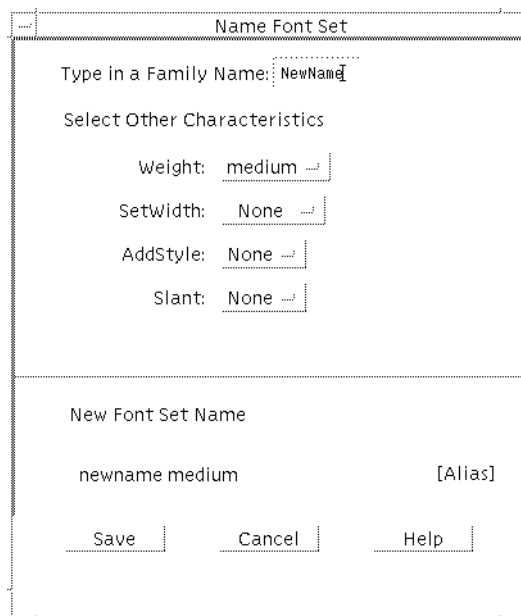 Name Font Set
Type in a Family Name: NewName
Select Other Characteristics
Weight: medium
SetWidth: None
AddStyle: None
Slant: None
New Font Set Name
newname medium [Alias]
Save Cancel Help